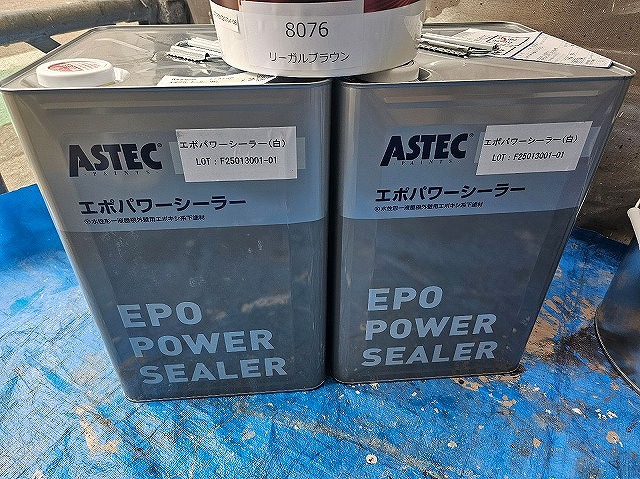 8076
リーガルブラウン
ASTEC
PAINTS
エポパワーシーラー(白)
LOT：F25013001-01
エポパワーシーラー
EPO
POWER
SEALER
ASTEC
PAINTS
エポパワーシーラー(白)
LOT：F25013001-01
エポパワーシーラー
EPO
POWER
SEALER